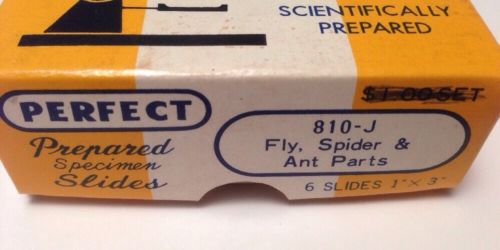 SCIENTIFICALLY
PREPARED
PERFECT
Prepared
Specimen
Slides
$1.00 SET
810-J
Fly, Spider &
Ant Parts
6 SLIDES 1" X 3"